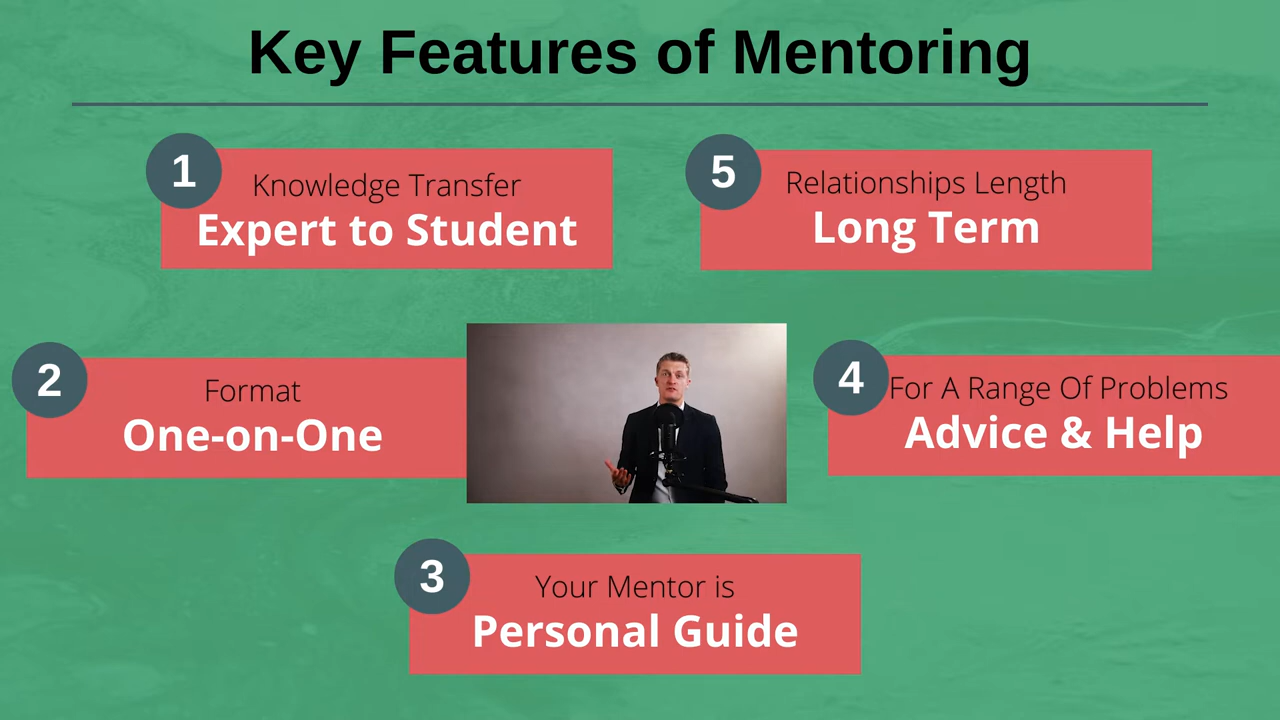 Key Features of Mentoring
1
Knowledge Transfer
Expert to Student
2
Format
One-on-One
3
Your Mentor is
Personal Guide
4
For A Range Of Problems
Advice & Help
5
Relationships Length
Long Term